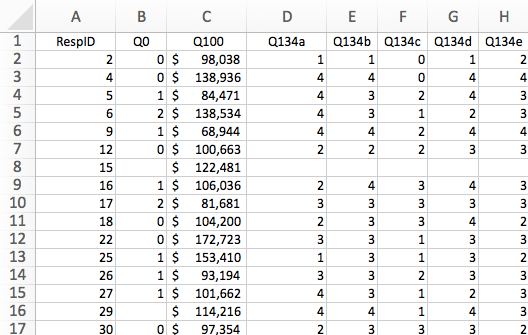 A B C D E F G H
1 RespID Q0 Q100 Q134a Q134b Q134c Q134d Q134e
2 2 0 $ 98,038 1 1 0 1 2
3 4 0 $ 138,936 4 4 0 4 4
4 5 1 $ 84,471 4 3 2 4 3
5 6 2 $ 138,534 4 3 1 2 3
6 9 1 $ 68,944 4 4 2 4 4
7 12 0 $ 100,663 2 2 2 3 3
8 15 $ 122,481
9 16 1 $ 106,036 2 4 3 4 3
10 17 2 $ 81,681 3 3 3 3 3
11 18 0 $ 104,200 2 3 3 4 2
12 22 0 $ 172,723 3 3 1 3 3
13 25 1 $ 153,410 1 3 1 3 2
14 26 1 $ 93,194 3 3 2 3 3
15 27 1 $ 101,662 4 3 1 2 3
16 29 $ 114,216 4 4 1 4 4
17 30 0 $ 97,354 2 3 3 3 2